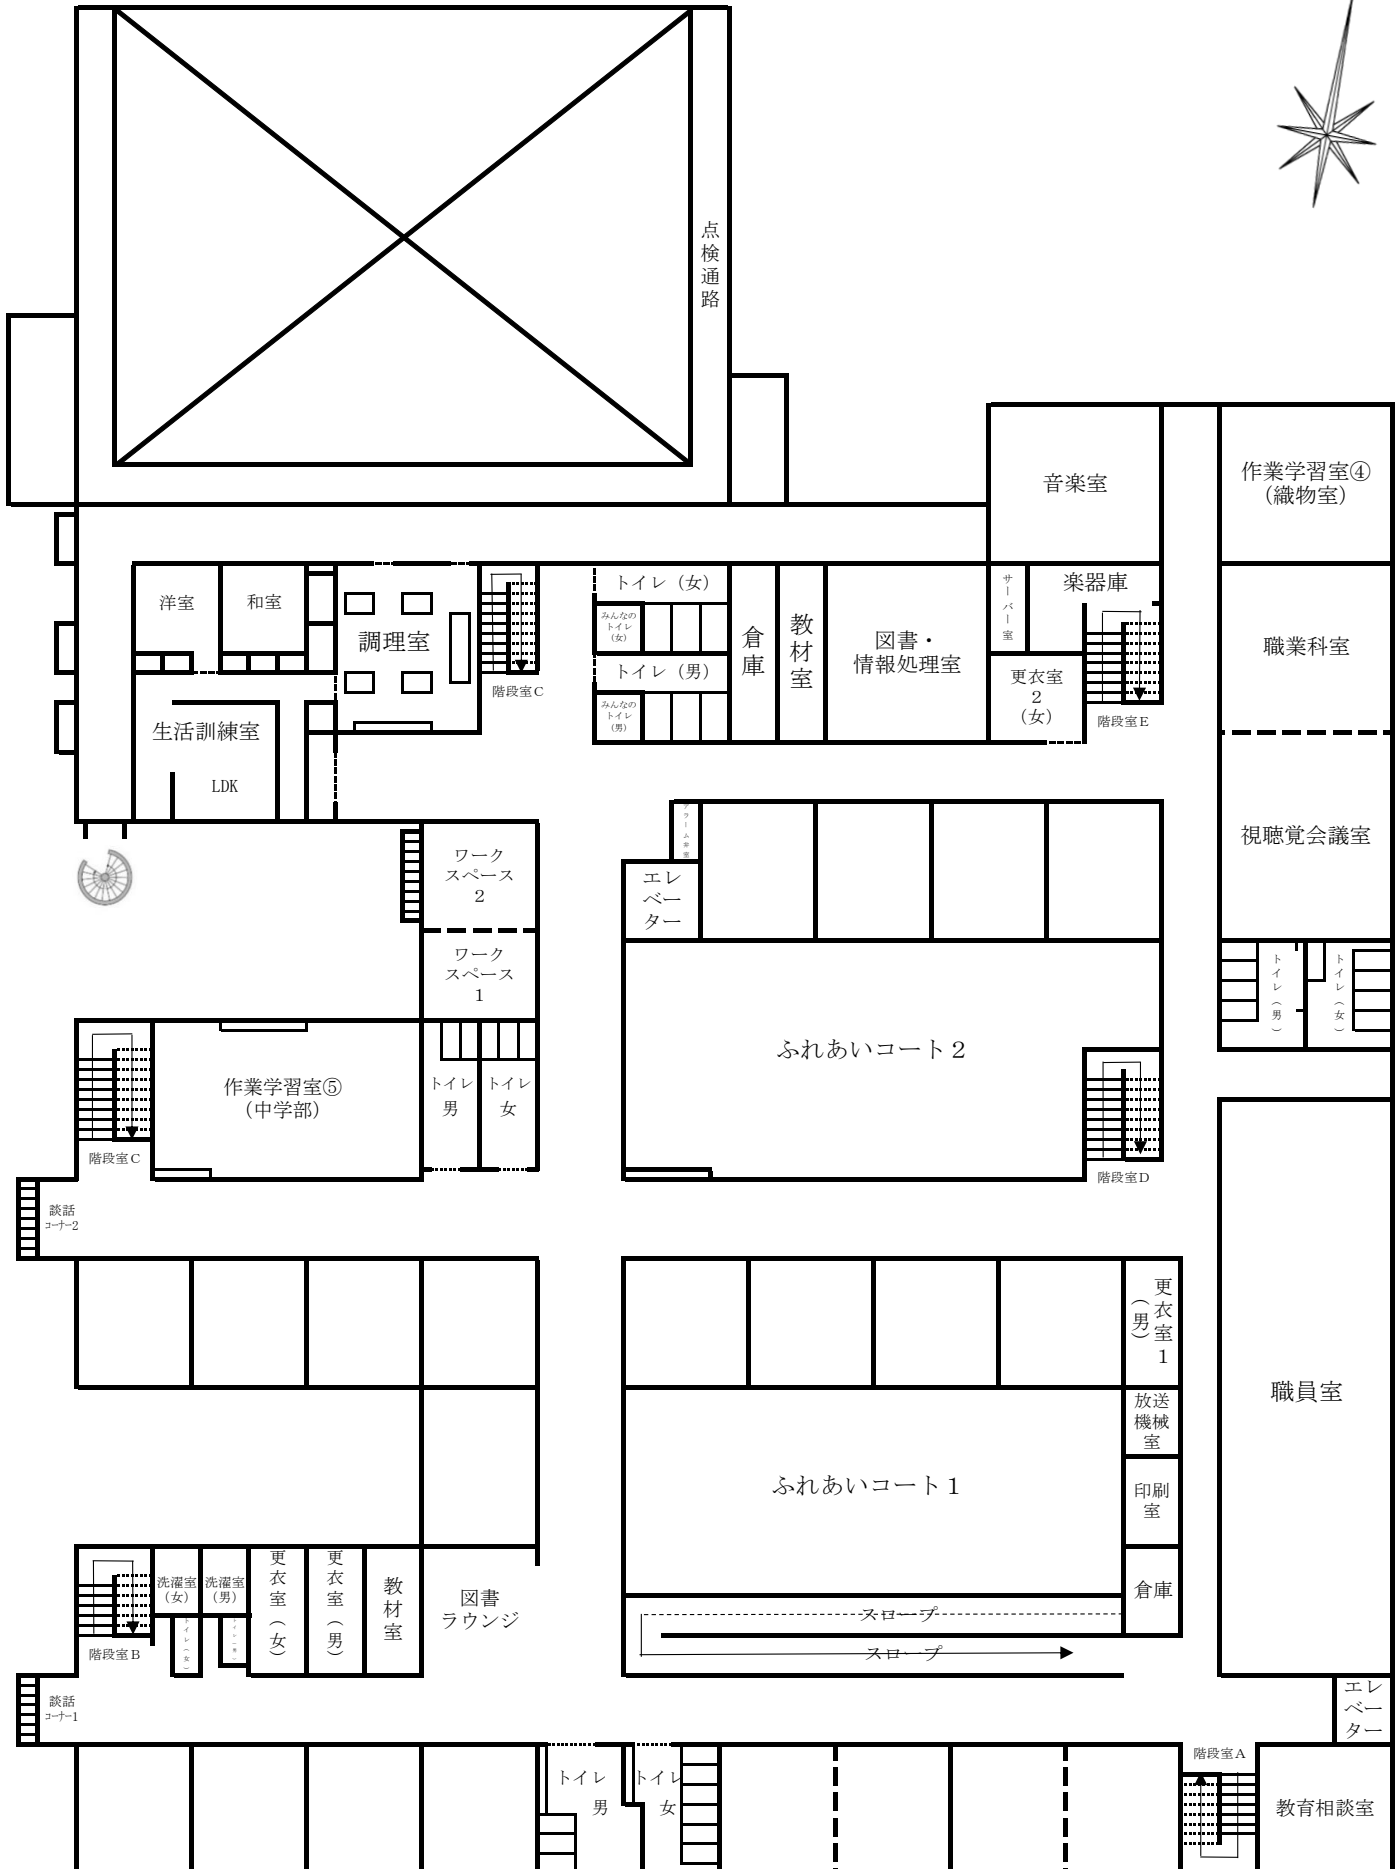 点検通路
音楽室
作業学習室④
（織物室）
洋室
和室
調理室
階段室C
トイレ（女）
みんなの
トイレ
（女）
トイレ（男）
みんなの
トイレ
（男）
倉庫
教材室
図書・
情報処理室
サーバー室
楽器庫
更衣室
2
（女）
階段室E
職業科室
生活訓練室
LDK
視聴覚会議室
ワーク
スペース
2
エレ
ベー
ター
ワーク
スペース
1
トイレ（男）
トイレ（女）
ふれあいコート２
作業学習室⑤
（中学部）
トイレ
男
トイレ
女
階段室C
階段室D
談話
コーナー2
更衣室1
（男）
職員室
放送
機械
室
ふれあいコート１
印刷
室
倉庫
洗濯室
（女）
洗濯室
（男）
トイレ（女）
トイレ（男）
更衣室（女）
更衣室（男）
教材室
図書
ラウンジ
スロープ
スロープ
階段室B
談話
コーナー1
エレ
ベー
ター
階段室A
トイレ
男
トイレ
女
教育相談室